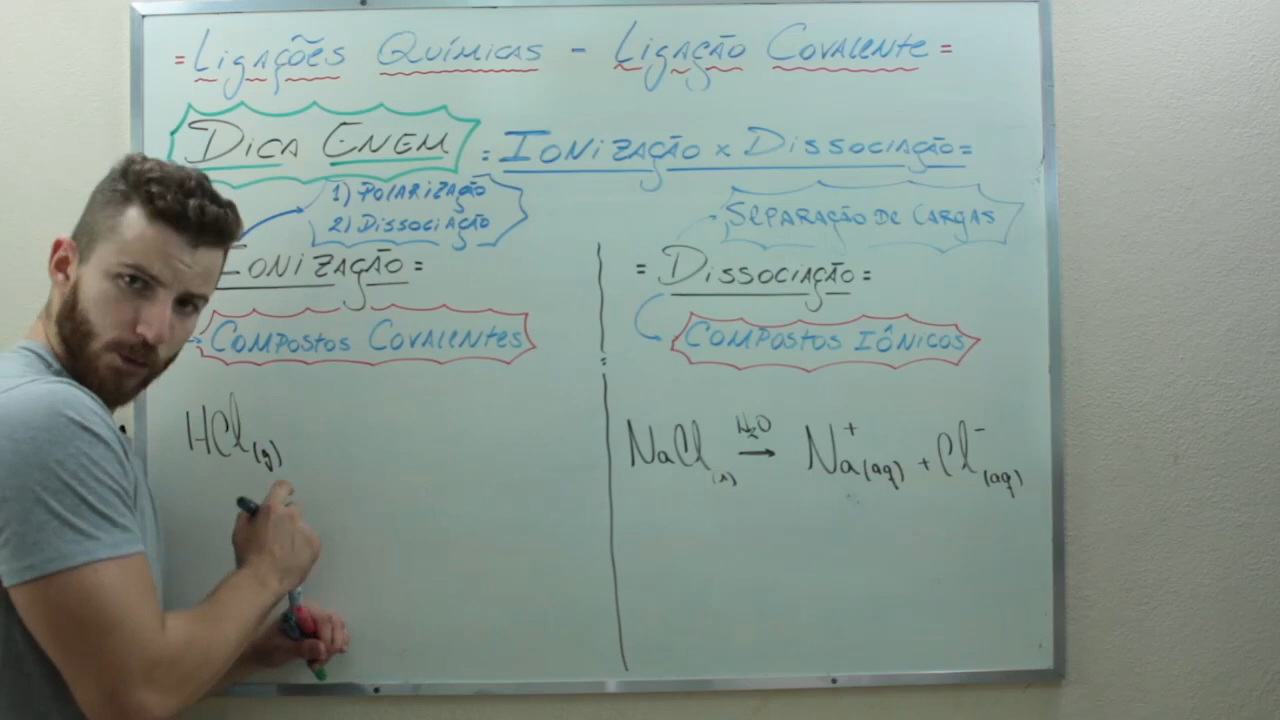 = LIGAÇÕES QUÍMICAS - LIGAÇÃO COVALENTE =
DICA ENEM
= IONIZAÇÃO x DISSOCIAÇÃO =
1) POLARIZAÇÃO
2) DISSOCIAÇÃO
IONIZAÇÃO =
COMPOSTOS COVALENTES
HCl(g)
SEPARAÇÃO DE CARGAS
= DISSOCIAÇÃO =
COMPOSTOS IÔNICOS
NaCl(s) H₂O → Na⁺(aq) + Cl⁻(aq)